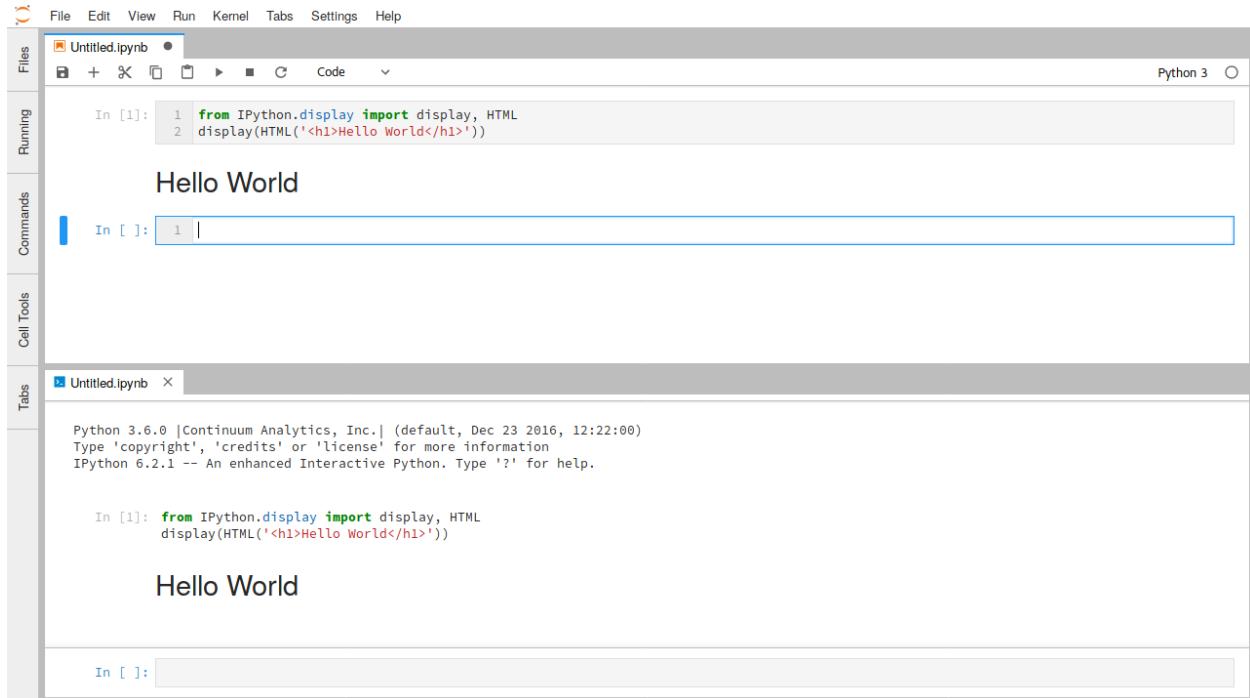 File Edit View Run Kernel Tabs Settings Help
Files
Running
Commands
Cell Tools
Tabs
Untitled.ipynb
Code
Python 3
In [1]:
1 from IPython.display import display, HTML
2 display(HTML('<h1>Hello World</h1>'))
Hello World
In [ ]: 1
Untitled.ipynb
Python 3.6.0 |Continuum Analytics, Inc.| (default, Dec 23 2016, 12:22:00)
Type 'copyright', 'credits' or 'license' for more information
IPython 6.2.1 -- An enhanced Interactive Python. Type '?' for help.
In [1]: from IPython.display import display, HTML
display(HTML('<h1>Hello World</h1>'))
Hello World
In [ ]: